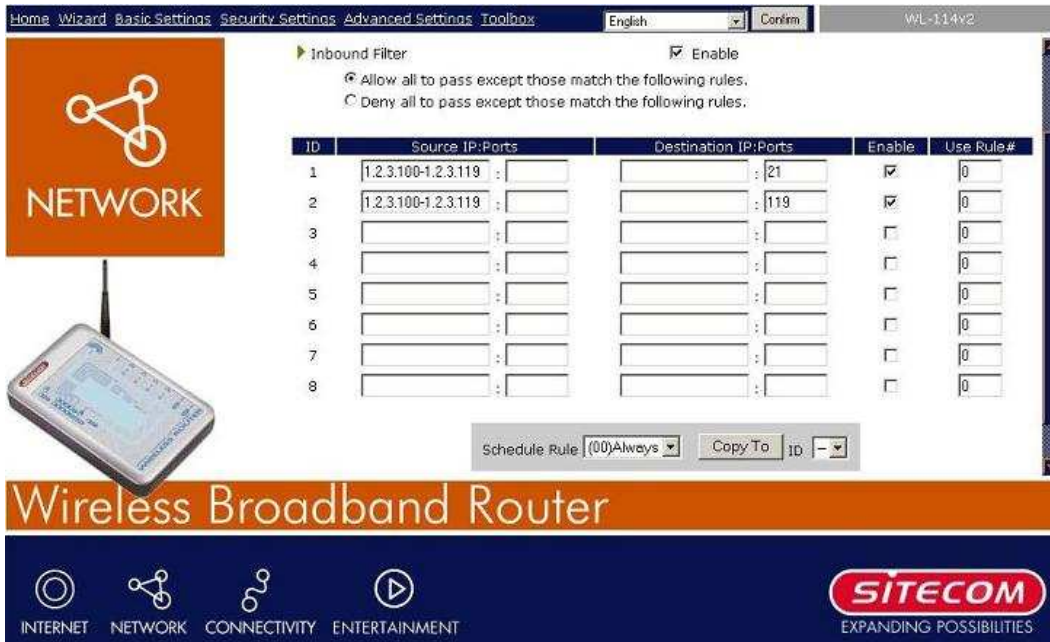 Home Wizard Basic Settings Security Settings Advanced Settings Toolbox English Confirm WL-114v2
Inbound Filter Enable
Allow all to pass except those match the following rules.
Deny all to pass except those match the following rules.
ID Source IP:Ports Destination IP:Ports Enable Use Rule#
1 1.2.3.100-1.2.3.119 : : 21 0
2 1.2.3.100-1.2.3.119 : : 119 0
3 : : 0
4 : : 0
5 : : 0
6 : : 0
7 : : 0
8 : : 0
Schedule Rule (00)Always Copy To ID --
NETWORK
SITECOM
WIRELESS ROUTER
Wireless Broadband Router
INTERNET NETWORK CONNECTIVITY ENTERTAINMENT
SITECOM
EXPANDING POSSIBILITIES